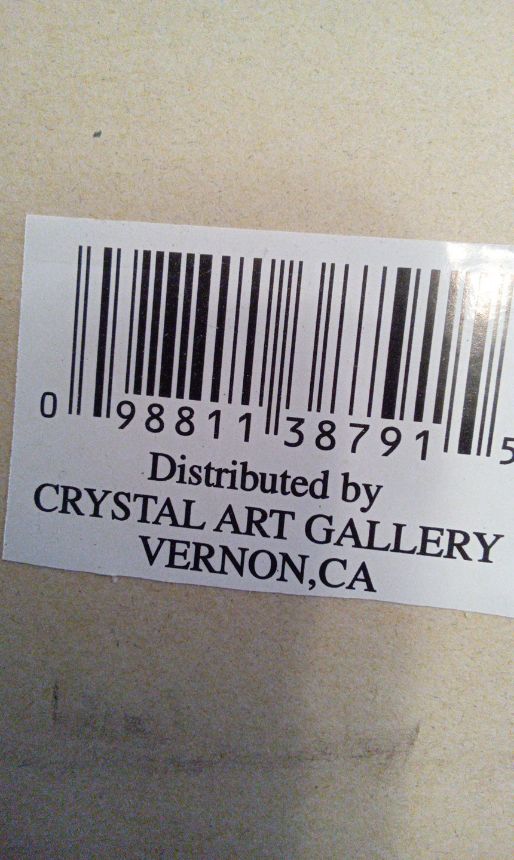 0 98811 38791 5
Distributed by
CRYSTAL ART GALLERY
VERNON,CA